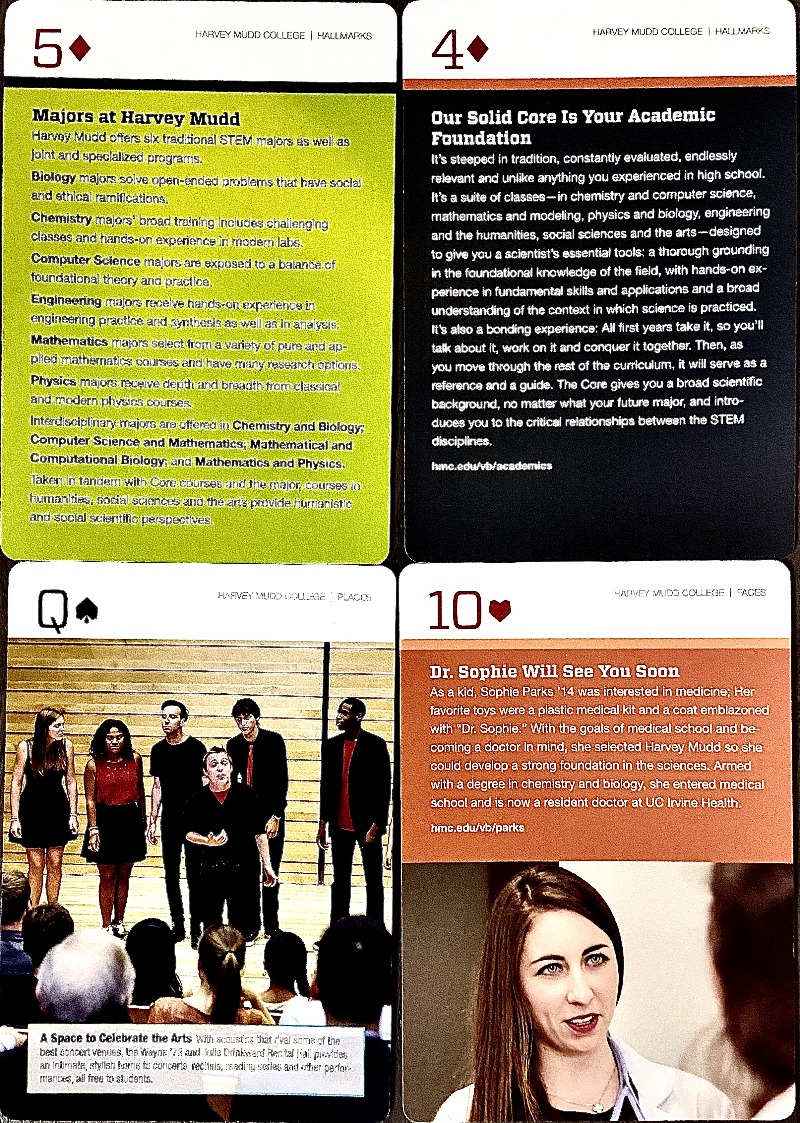 5♦
HARVEY MUDD COLLEGE | HALLMARKS
Majors at Harvey Mudd
Harvey Mudd offers six traditional STEM majors as well as
joint and specialized programs.
Biology majors solve open-ended problems that have social
and ethical ramifications.
Chemistry majors' broad training includes challenging
classes and hands-on experience in modern labs.
Computer Science majors are exposed to a balance of
foundational theory and practice.
Engineering majors receive hands-on experience in
engineering practice and synthesis as well as in analysis.
Mathematics majors select from a variety of pure and ap-
plied mathematics courses and have many research options.
Physics majors receive depth and breadth from classical
and modern physics courses.
Interdisciplinary majors are offered in Chemistry and Biology;
Computer Science and Mathematics; Mathematical and
Computational Biology; and Mathematics and Physics.
Taken in tandem with Core courses and the major, courses in
humanities, social sciences and the arts provide humanistic
and social scientific perspectives.
4♦
HARVEY MUDD COLLEGE | HALLMARKS
Our Solid Core Is Your Academic
Foundation
It's steeped in tradition, constantly evaluated, endlessly
relevant and unlike anything you experienced in high school.
It's a suite of classes—in chemistry and computer science,
mathematics and modeling, physics and biology, engineering
and the humanities, social sciences and the arts—designed
to give you a scientist's essential tools: a thorough grounding
in the foundational knowledge of the field, with hands-on ex-
perience in fundamental skills and applications and a broad
understanding of the context in which science is practiced.
It's also a bonding experience: All first years take it, so you'll
talk about it, work on it and conquer it together. Then, as
you move through the rest of the curriculum, it will serve as a
reference and a guide. The Core gives you a broad scientific
background, no matter what your future major, and intro-
duces you to the critical relationships between the STEM
disciplines.
hmc.edu/vb/academics
Q♠
HARVEY MUDD COLLEGE | PLACES
A Space to Celebrate the Arts With acoustics that rival some of the
best concert venues, the Wayne '73 and Julie Drinkward Recital Hall provides
an intimate, stylish home to concerts, recitals, reading series and other perfor-
mances, all free to students.
10♥
HARVEY MUDD COLLEGE | FACES
Dr. Sophie Will See You Soon
As a kid, Sophie Parks '14 was interested in medicine; Her
favorite toys were a plastic medical kit and a coat emblazoned
with "Dr. Sophie." With the goals of medical school and be-
coming a doctor in mind, she selected Harvey Mudd so she
could develop a strong foundation in the sciences. Armed
with a degree in chemistry and biology, she entered medical
school and is now a resident doctor at UC Irvine Health.
hmc.edu/vb/parks